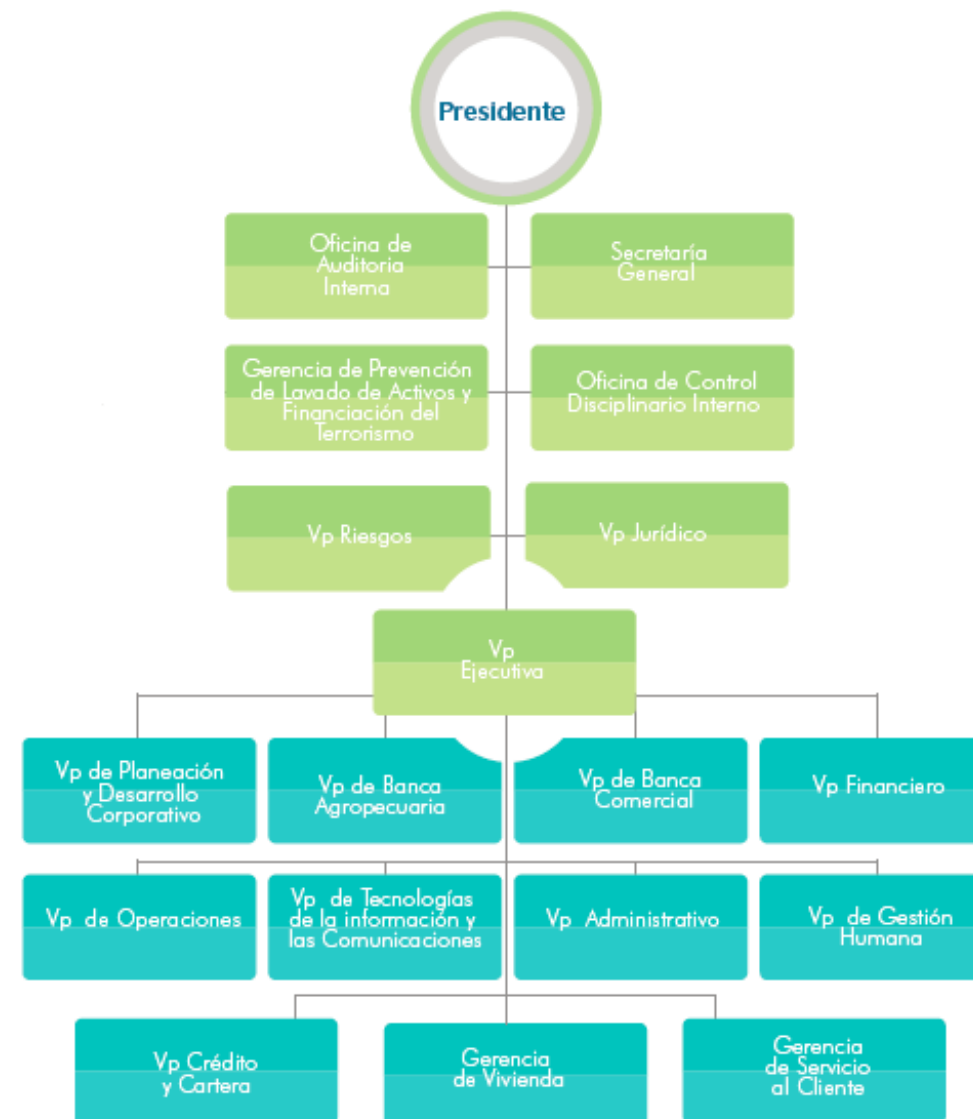 Presidente
Oficina de
Auditoria
Interna
Secretaría
General
Gerencia de Prevención
de Lavado de Activos y
Financiación del
Terrorismo
Oficina de Control
Disciplinario Interno
Vp Riesgos
Vp Jurídico
Vp
Ejecutiva
Vp de Planeación
y Desarrollo
Corporativo
Vp de Banca
Agropecuaria
Vp de Banca
Comercial
Vp Financiero
Vp de Operaciones
Vp de Tecnologías
de la información y
las Comunicaciones
Vp Administrativo
Vp de Gestión
Humana
Vp Crédito
y Cartera
Gerencia
de Vivienda
Gerencia
de Servicio
al Cliente